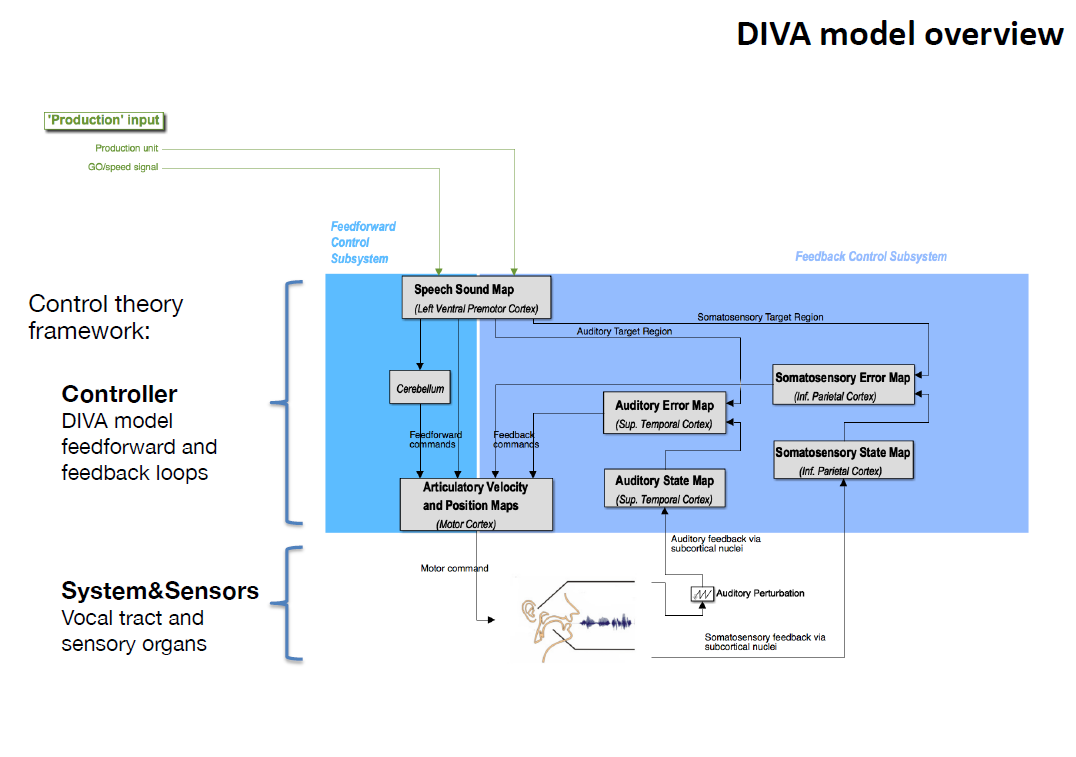 DIVA model overview
'Production' input
Production unit
GO/speed signal
Feedforward
Control
Subsystem
Feedback Control Subsystem
Control theory
framework:
Controller
DIVA model
feedforward and
feedback loops
Speech Sound Map
(Left Ventral Premotor Cortex)
Somatosensory Target Region
Auditory Target Region
Cerebellum
Somatosensory Error Map
(Inf. Parietal Cortex)
Auditory Error Map
(Sup. Temporal Cortex)
Feedforward
commands
Feedback
commands
Somatosensory State Map
(Inf. Parietal Cortex)
Auditory State Map
(Sup. Temporal Cortex)
Articulatory Velocity
and Position Maps
(Motor Cortex)
Auditory feedback via
subcortical nuclei
Motor command
System&Sensors
Vocal tract and
sensory organs
Auditory Perturbation
Somatosensory feedback via
subcortical nuclei